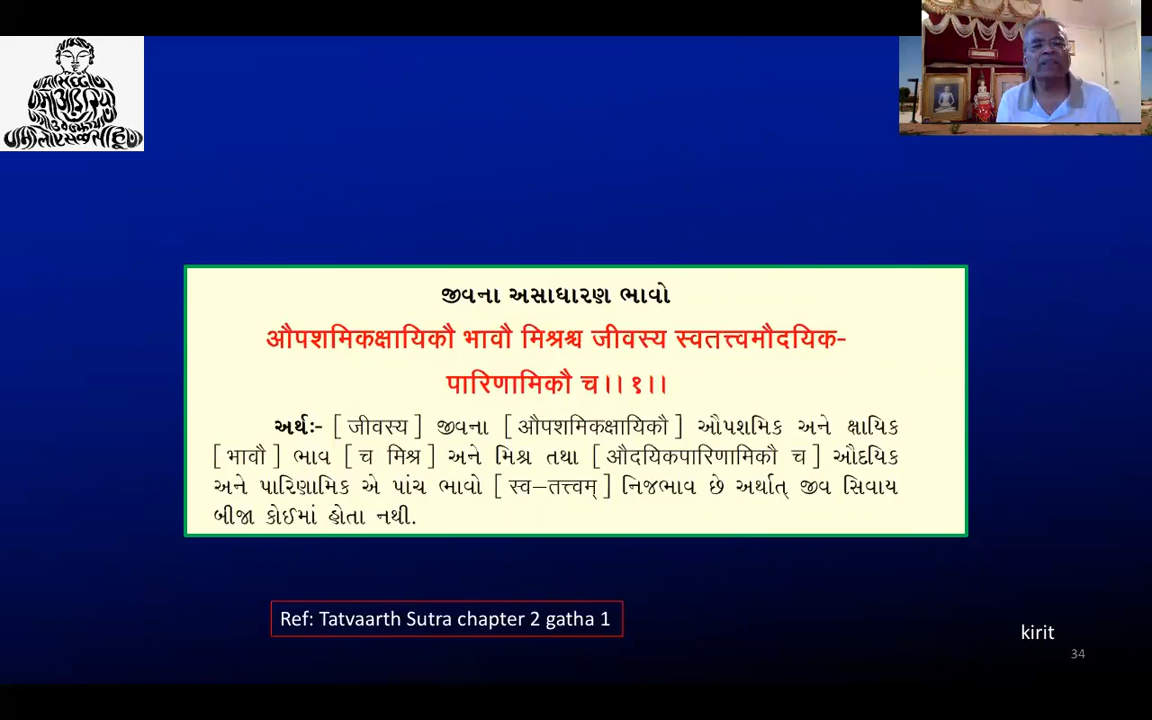 જીવના અસાધારણ ભાવો
औपशमिकक्षायिकौ भावौ मिश्रश्च जीवस्य स्वतत्त्वमौदयिक-
पारिणामिकौ च।। १।।
અર્થઃ- [ जीवस्य ] જીવના [ औपशमिकक्षायिकौ ] ઔપશમિક અને ક્ષાયિક
[ भावौ ] ભાવ [ च मिश्र ] અને મિશ્ર તથા [ औदयिकपारिणामिकौ च ] ઔદયિક
અને પારિણામિક એ પાંચ ભાવો [ स्व–तत्त्वम् ] નિજભાવ છે અર્થાત્ જીવ સિવાય
બીજા કોઈમાં હોતા નથી.
Ref: Tatvaarth Sutra chapter 2 gatha 1
kirit
34